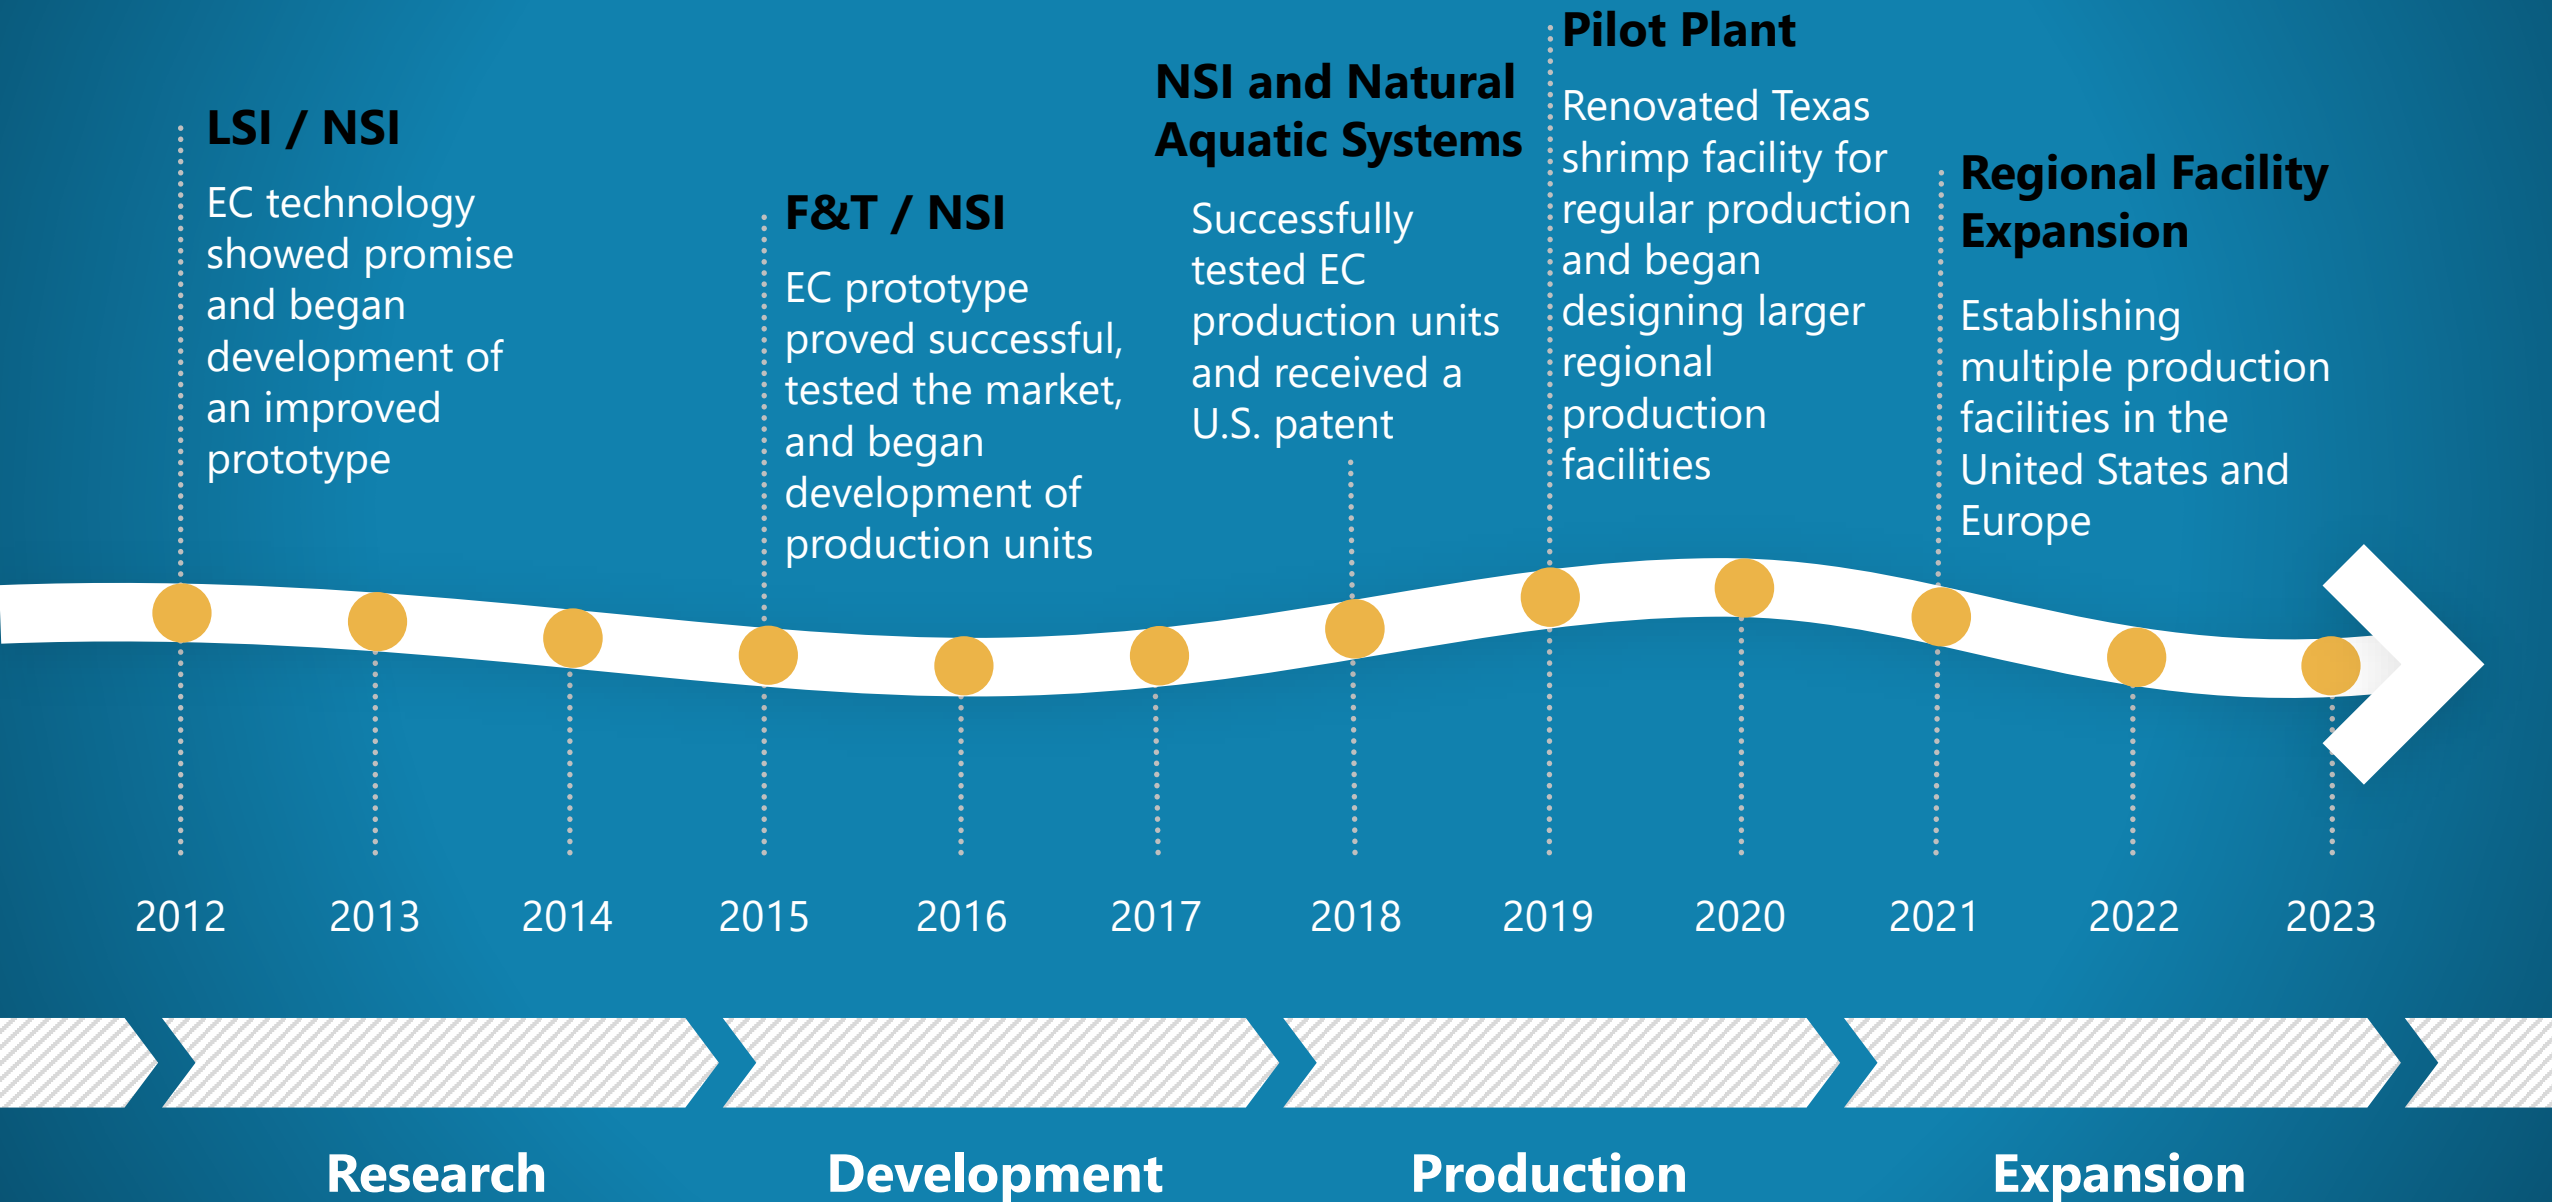 LSI / NSI
EC technology
showed promise
and began
development of
an improved
prototype
F&T / NSI
EC prototype
proved successful,
tested the market,
and began
development of
production units
NSI and Natural
Aquatic Systems
Successfully
tested EC
production units
and received a
U.S. patent
Pilot Plant
Renovated Texas
shrimp facility for
regular production
and began
designing larger
regional
production
facilities
Regional Facility
Expansion
Establishing
multiple production
facilities in the
United States and
Europe
2012 2013 2014 2015 2016 2017 2018 2019 2020 2021 2022 2023
Research Development Production Expansion